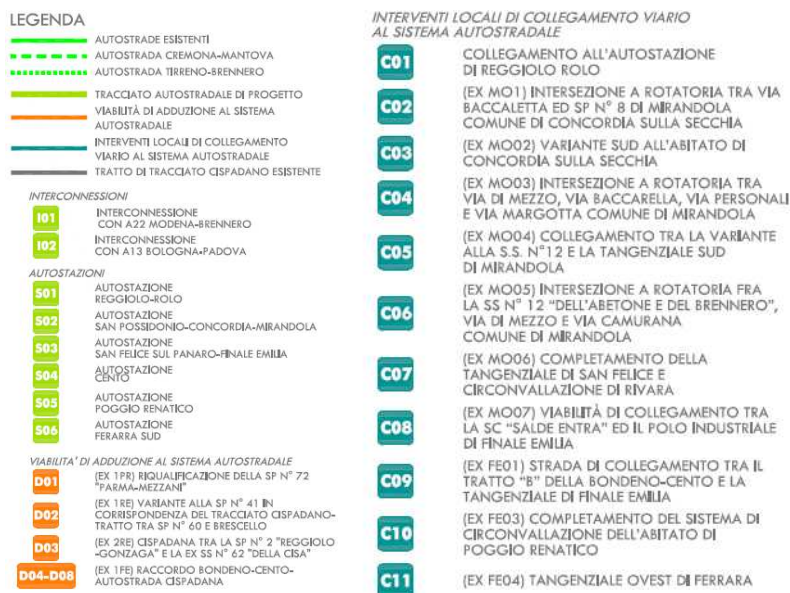 LEGENDA
AUTOSTRADE ESISTENTI
AUTOSTRADA CREMONA-MANTOVA
AUTOSTRADA TIRRENO-BRENNERO
TRACCIATO AUTOSTRADALE DI PROGETTO
VIABILITÀ DI ADDUZIONE AL SISTEMA
AUTOSTRADALE
INTERVENTI LOCALI DI COLLEGAMENTO
VIARIO AL SISTEMA AUTOSTRADALE
TRATTO DI TRACCIATO CISPADANO ESISTENTE
INTERCONNESSIONI
I01 INTERCONNESSIONE
CON A22 MODENA-BRENNERO
I02 INTERCONNESSIONE
CON A13 BOLOGNA-PADOVA
AUTOSTAZIONI
S01 AUTOSTAZIONE
REGGIOLO-ROLO
S02 AUTOSTAZIONE
SAN POSSIDONIO-CONCORDIA-MIRANDOLA
S03 AUTOSTAZIONE
SAN FELICE SUL PANARO-FINALE EMILIA
S04 AUTOSTAZIONE
CENTO
S05 AUTOSTAZIONE
POGGIO RENATICO
S06 AUTOSTAZIONE
FERARRA SUD
VIABILITA' DI ADDUZIONE AL SISTEMA AUTOSTRADALE
D01 (EX 1PR) RIQUALIFICAZIONE DELLA SP N° 72
"PARMA-MEZZANI"
D02 (EX 1RE) VARIANTE ALLA SP N° 41 IN
CORRISPONDENZA DEL TRACCIATO CISPADANO-
TRATTO TRA SP N° 60 E BRESCELLO
D03 (EX 2RE) CISPADANA TRA LA SP N° 2 "REGGIOLO
-GONZAGA" E LA EX SS N° 62 "DELLA CISA"
D04-D08 (EX 1FE) RACCORDO BONDENO-CENTO-
AUTOSTRADA CISPADANA
INTERVENTI LOCALI DI COLLEGAMENTO VIARIO
AL SISTEMA AUTOSTRADALE
C01 COLLEGAMENTO ALL'AUTOSTAZIONE
DI REGGIOLO ROLO
C02 (EX MO1) INTERSEZIONE A ROTATORIA TRA VIA
BACCALETTA ED SP N° 8 DI MIRANDOLA
COMUNE DI CONCORDIA SULLA SECCHIA
C03 (EX MO02) VARIANTE SUD ALL'ABITATO DI
CONCORDIA SULLA SECCHIA
C04 (EX MO03) INTERSEZIONE A ROTATORIA TRA
VIA DI MEZZO, VIA BACCARELLA, VIA PERSONALI
E VIA MARGOTTA COMUNE DI MIRANDOLA
C05 (EX MO04) COLLEGAMENTO TRA LA VARIANTE
ALLA S.S. N°12 E LA TANGENZIALE SUD
DI MIRANDOLA
C06 (EX MO05) INTERSEZIONE A ROTATORIA FRA
LA SS N° 12 "DELL'ABETONE E DEL BRENNERO",
VIA DI MEZZO E VIA CAMURANA
COMUNE DI MIRANDOLA
C07 (EX MO06) COMPLETAMENTO DELLA
TANGENZIALE DI SAN FELICE E
CIRCONVALLAZIONE DI RIVARA
C08 (EX MO07) VIABILITÀ DI COLLEGAMENTO TRA
LA SC "SALDE ENTRA" ED IL POLO INDUSTRIALE
DI FINALE EMILIA
C09 (EX FE01) STRADA DI COLLEGAMENTO TRA IL
TRATTO "B" DELLA BONDENO-CENTO E LA
TANGENZIALE DI FINALE EMILIA
C10 (EX FE03) COMPLETAMENTO DEL SISTEMA DI
CIRCONVALLAZIONE DELL'ABITATO DI
POGGIO RENATICO
C11 (EX FE04) TANGENZIALE OVEST DI FERRARA